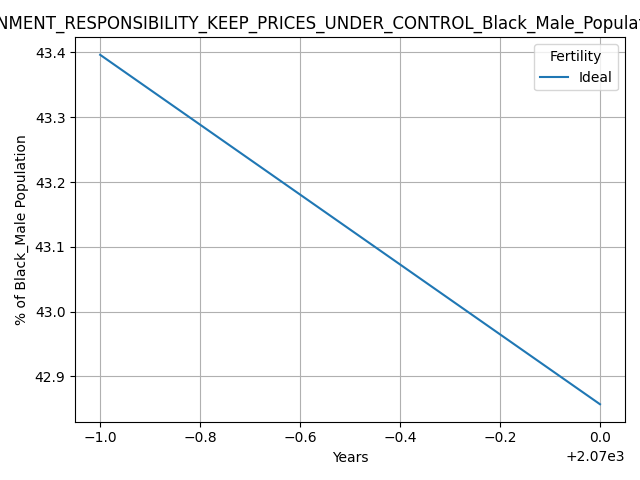 NMENT_RESPONSIBILITY_KEEP_PRICES_UNDER_CONTROL_Black_Male_Populat
Fertility
Ideal
% of Black_Male Population
43.4
43.3
43.2
43.1
43.0
42.9
−1.0 −0.8 −0.6 −0.4 −0.2 0.0
+2.07e3
Years